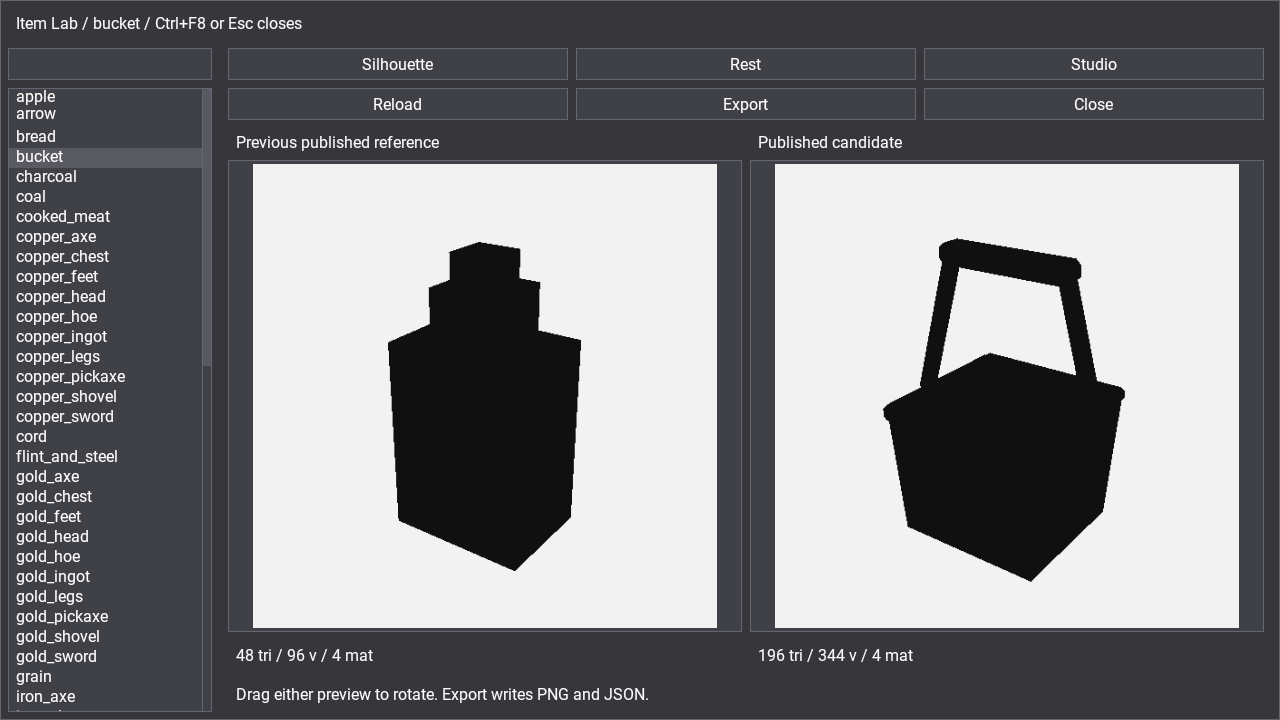 Item Lab / bucket / Ctrl+F8 or Esc closes
Silhouette
Rest
Studio
Reload
Export
Close
apple
arrow
bread
bucket
charcoal
coal
cooked_meat
copper_axe
copper_chest
copper_feet
copper_head
copper_hoe
copper_ingot
copper_legs
copper_pickaxe
copper_shovel
copper_sword
cord
flint_and_steel
gold_axe
gold_chest
gold_feet
gold_head
gold_hoe
gold_ingot
gold_legs
gold_pickaxe
gold_shovel
gold_sword
grain
iron_axe
Previous published reference
Published candidate
48 tri / 96 v / 4 mat
196 tri / 344 v / 4 mat
Drag either preview to rotate. Export writes PNG and JSON.